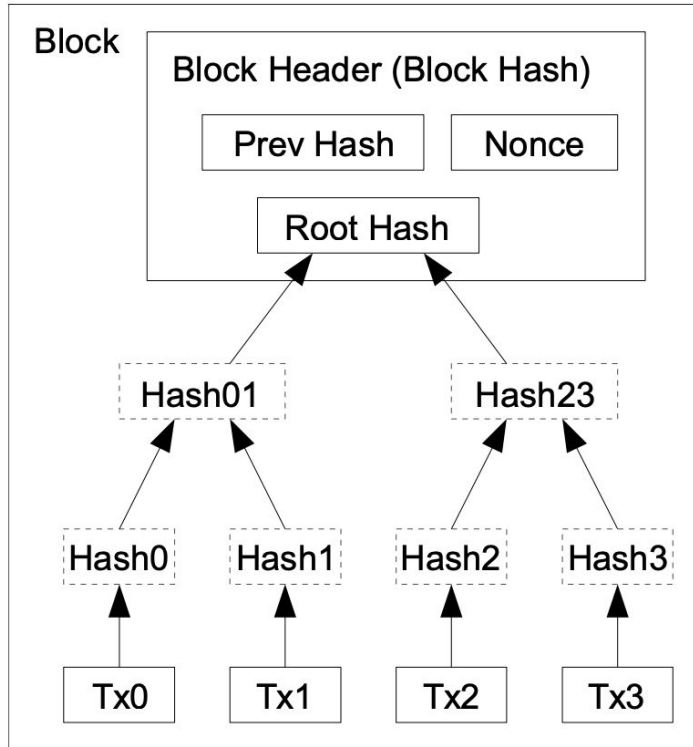 Block
Block Header (Block Hash)
Prev Hash
Nonce
Root Hash
Hash01
Hash23
Hash0
Hash1
Hash2
Hash3
Tx0
Tx1
Tx2
Tx3